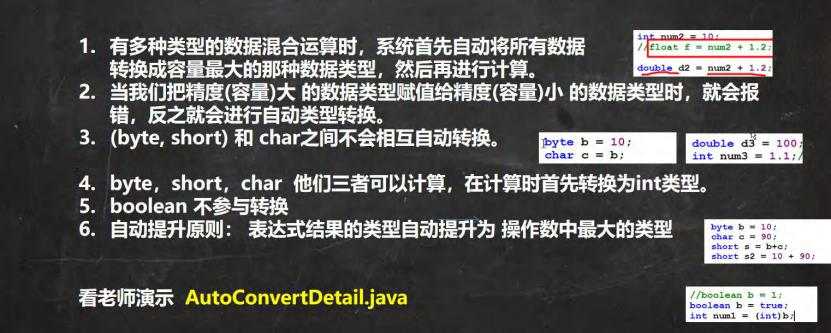 1. 有多种类型的数据混合运算时，系统首先自动将所有数据
转换成容量最大的那种数据类型，然后再进行计算。
int num2 = 10;
//float f = num2 + 1.2;
double d2 = num2 + 1.2;
2. 当我们把精度(容量)大 的数据类型赋值给精度(容量)小 的数据类型时，就会报
错，反之就会进行自动类型转换。
3. (byte, short) 和 char之间不会相互自动转换。
byte b = 10;
char c = b;
double d3 = 100;
int num3 = 1.1;/
4. byte，short，char 他们三者可以计算，在计算时首先转换为int类型。
5. boolean 不参与转换
6. 自动提升原则： 表达式结果的类型自动提升为 操作数中最大的类型
byte b = 10;
char c = 90;
short s = b+c;
short s2 = 10 + 90;
看老师演示 AutoConvertDetail.java
//boolean b = 1;
boolean b = true;
int num1 = (int)b;